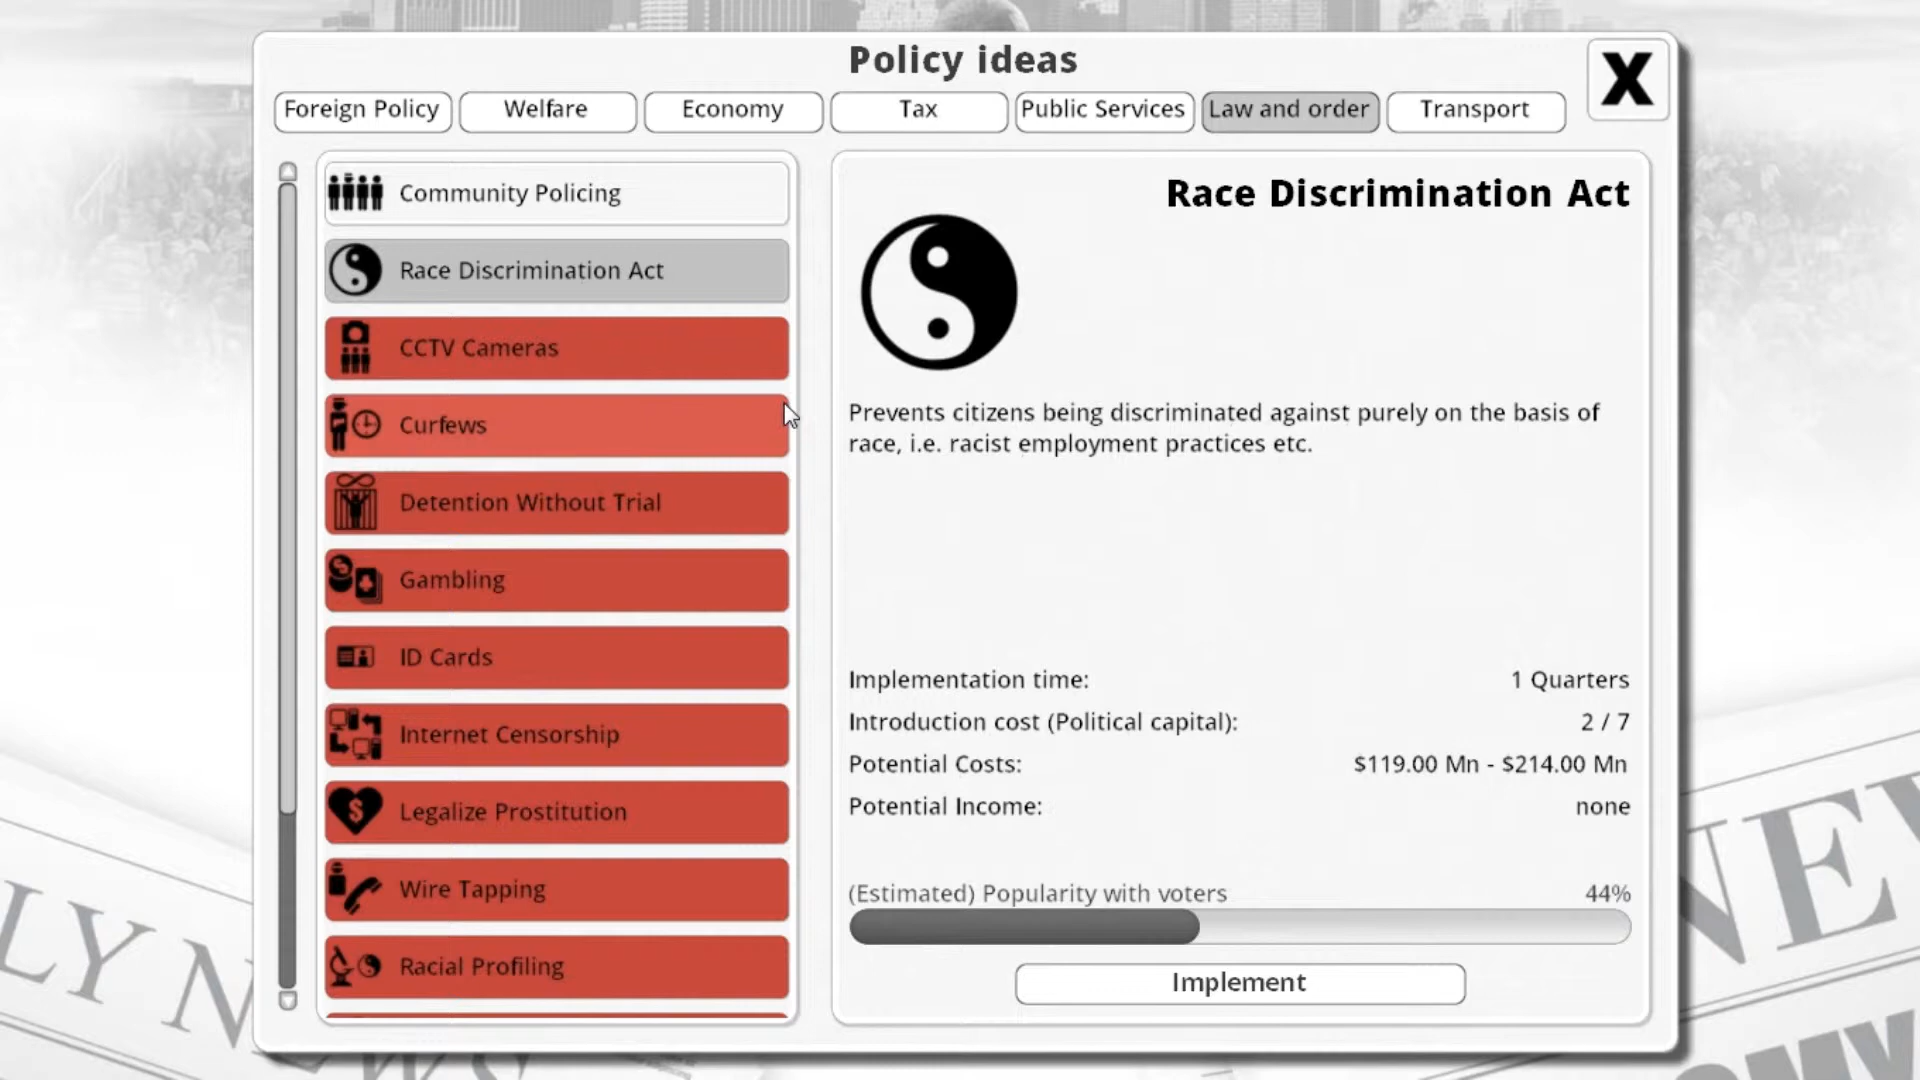 Policy ideas
X
Foreign Policy
Welfare
Economy
Tax
Public Services
Law and order
Transport
Community Policing
Race Discrimination Act
CCTV Cameras
Curfews
Detention Without Trial
Gambling
ID Cards
Internet Censorship
Legalize Prostitution
Wire Tapping
Racial Profiling
Race Discrimination Act
Prevents citizens being discriminated against purely on the basis of
race, i.e. racist employment practices etc.
Implementation time: 1 Quarters
Introduction cost (Political capital): 2 / 7
Potential Costs: $119.00 Mn - $214.00 Mn
Potential Income: none
(Estimated) Popularity with voters 44%
Implement
LY NEWS
NEW